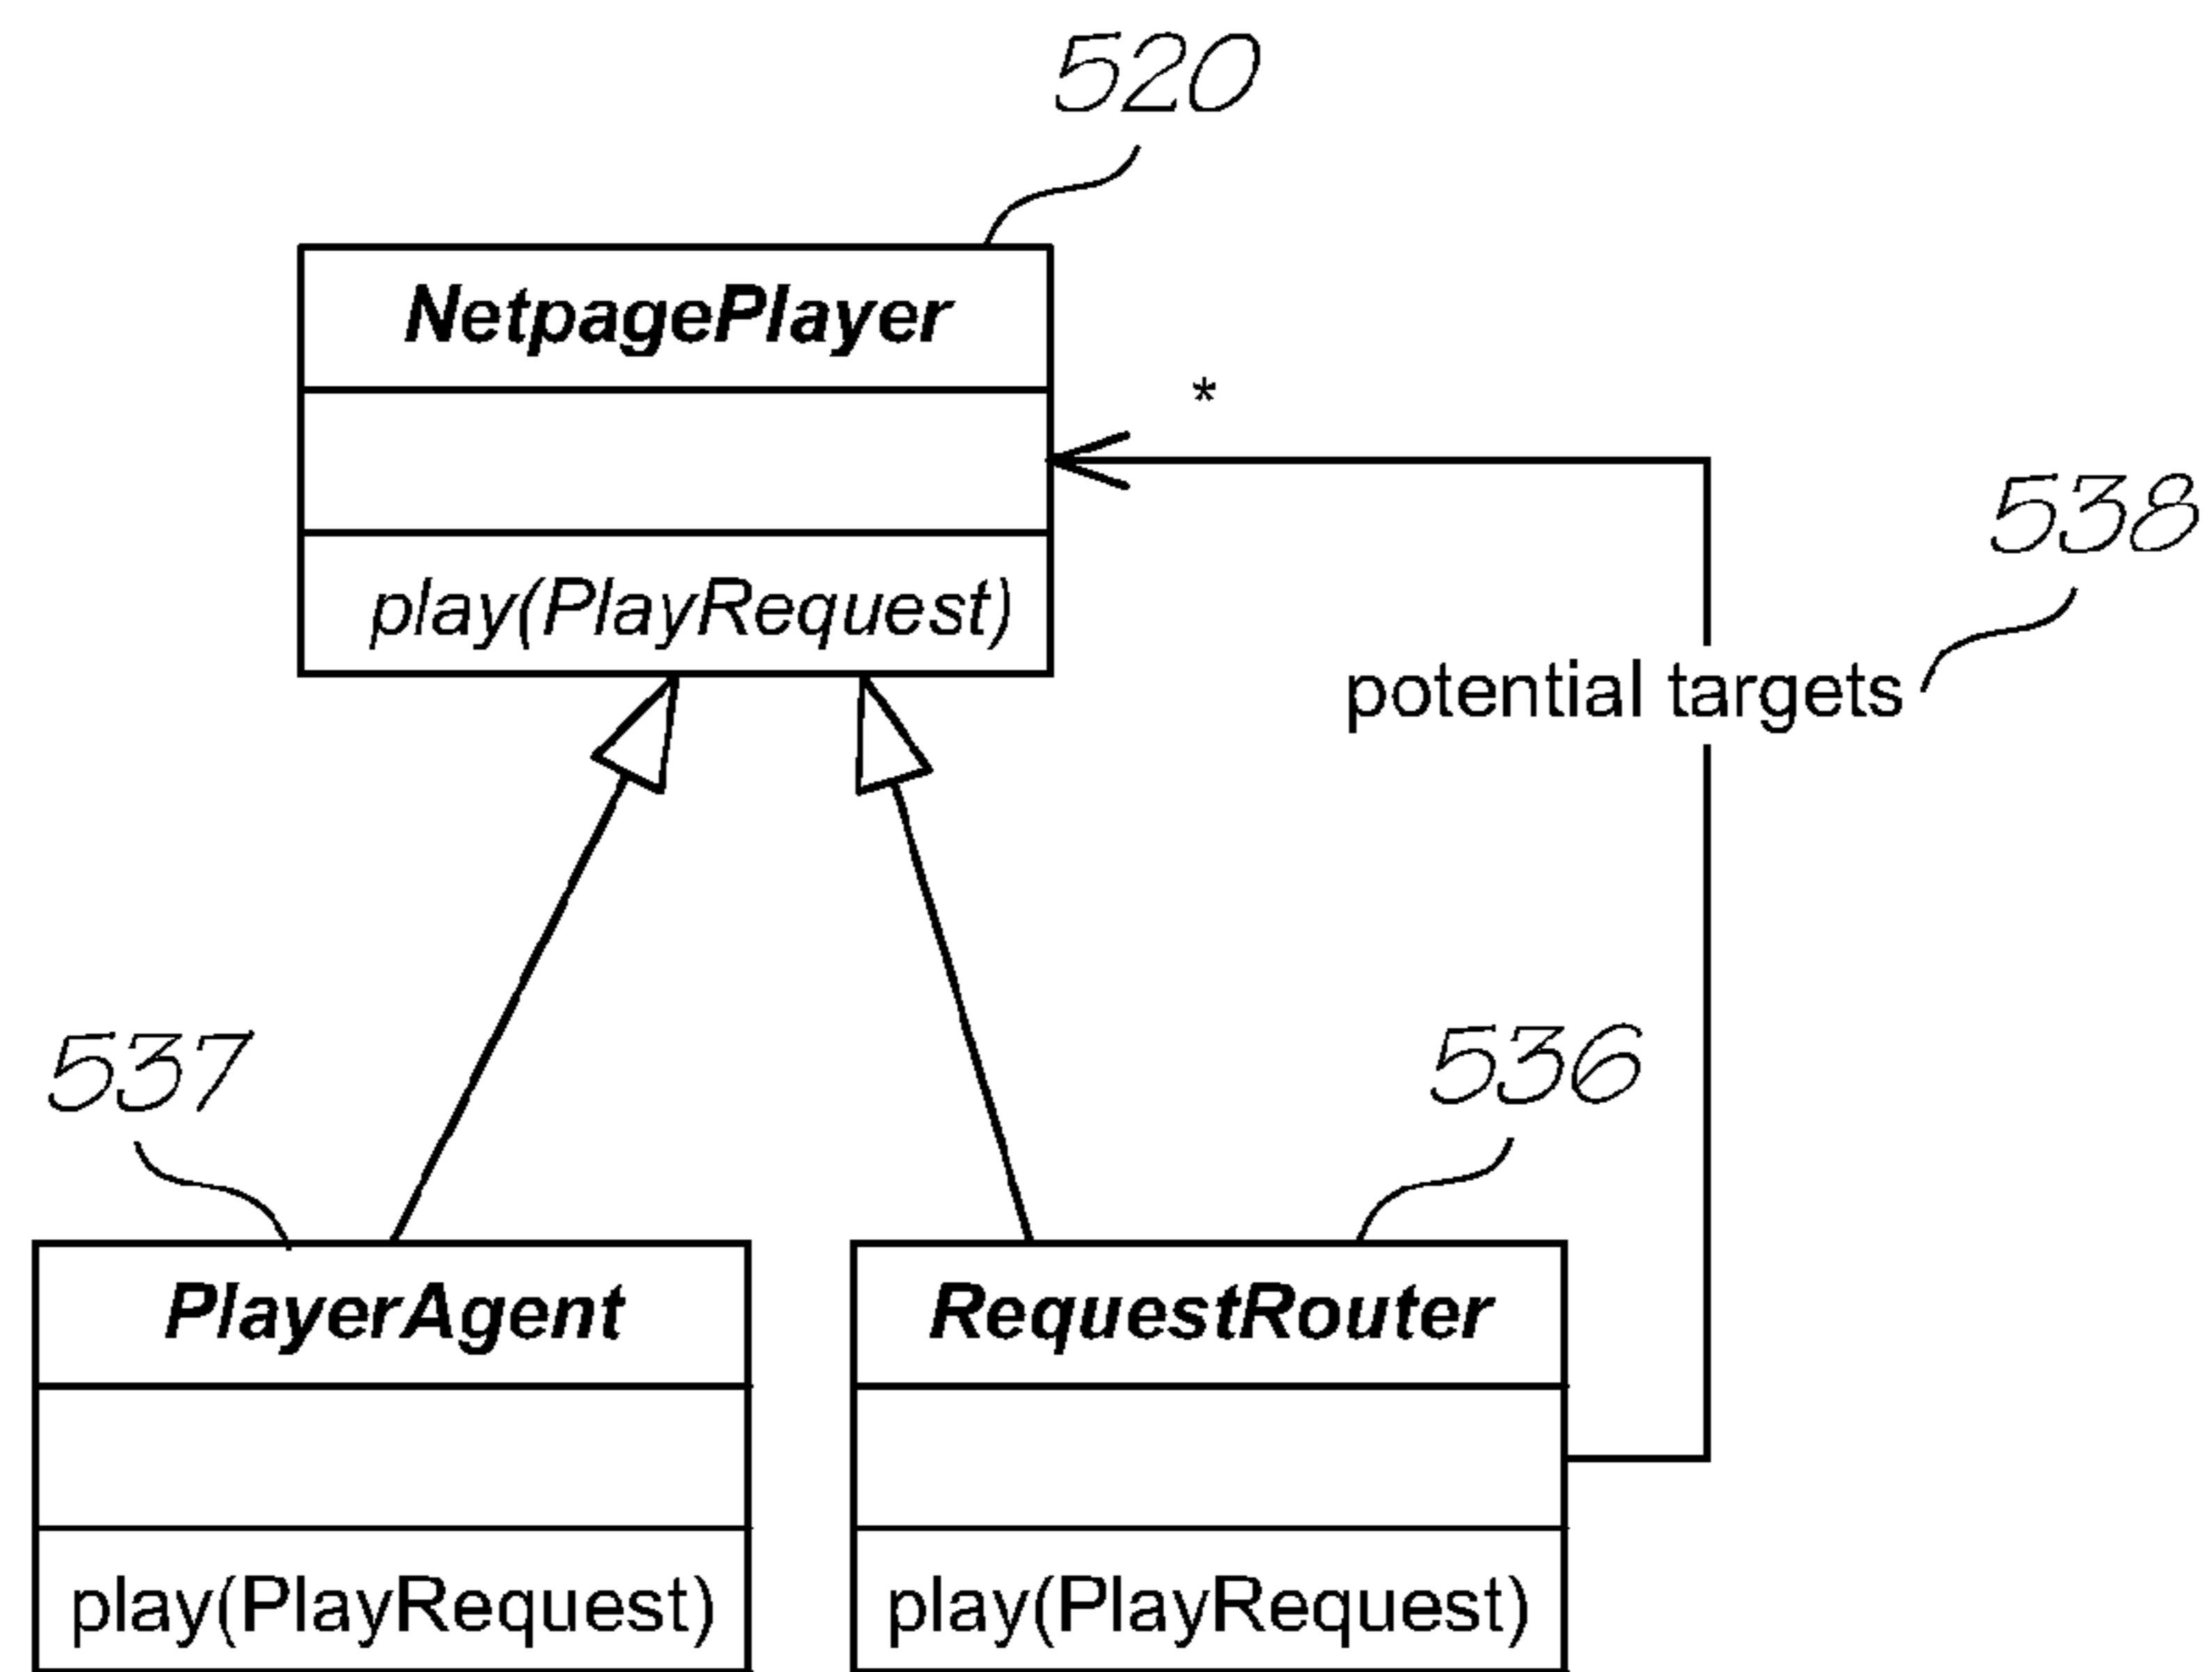 520
NetpagePlayer
*
play(PlayRequest)
538
potential targets
537
536
PlayerAgent
RequestRouter
play(PlayRequest)
play(PlayRequest)